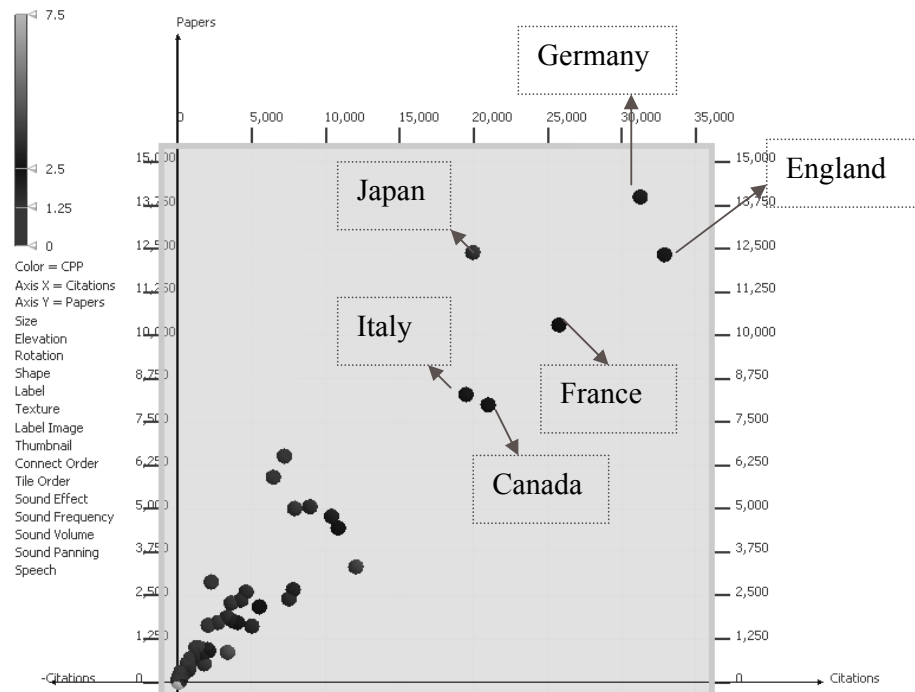 7.5
2.5
1.25
0
Color = CPP
Axis X = Citations
Axis Y = Papers
Size
Elevation
Rotation
Shape
Label
Texture
Label Image
Thumbnail
Connect Order
Tile Order
Sound Effect
Sound Frequency
Sound Volume
Sound Panning
Speech
Papers
0 5,000 10,000 15,000 20,000 25,000 30,000 35,000
15,000 15,000
13,750 13,750
12,500 12,500
11,250 11,250
10,000 10,000
8,750 8,750
7,500 7,500
6,250 6,250
5,000 5,000
3,750 3,750
2,500 2,500
1,250 1,250
0 0
-Citations Citations
Germany
England
Japan
Italy
France
Canada